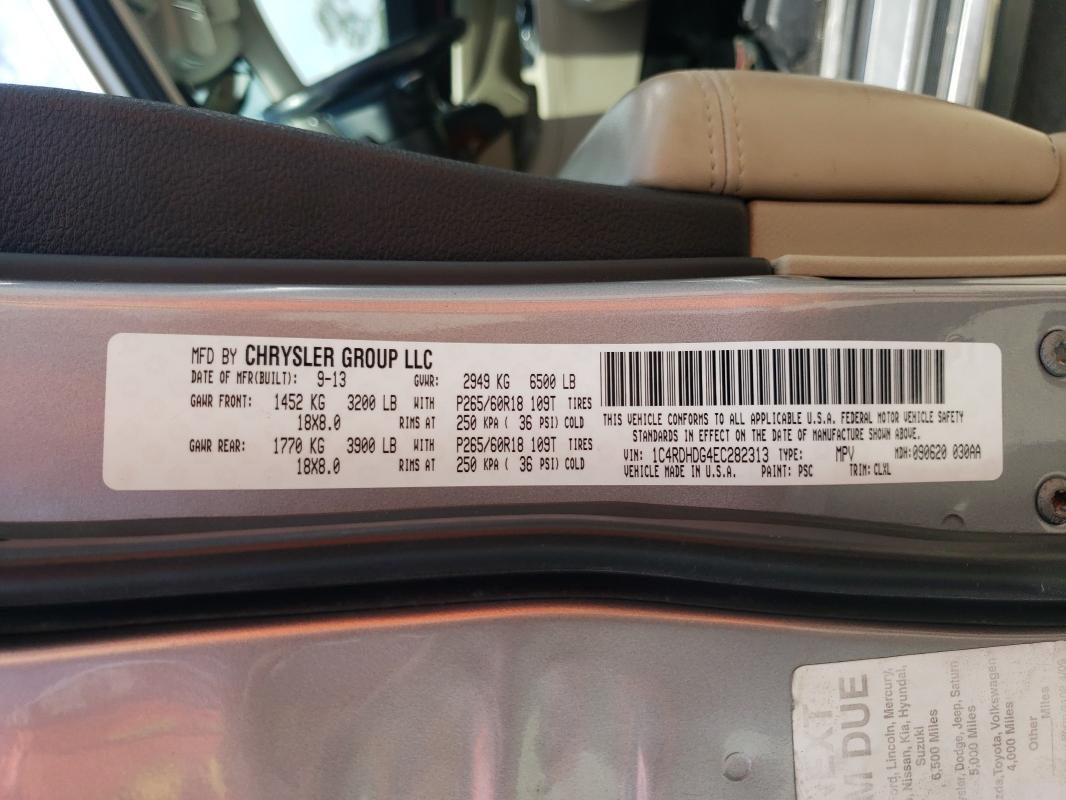 MFD BY CHRYSLER GROUP LLC
DATE OF MFR(BUILT): 9-13 GVWR: 2949 KG 6500 LB
GAWR FRONT: 1452 KG 3200 LB WITH P265/60R18 109T TIRES
18X8.0 RIMS AT 250 KPA ( 36 PSI) COLD
GAWR REAR: 1770 KG 3900 LB WITH P265/60R18 109T TIRES
18X8.0 RIMS AT 250 KPA ( 36 PSI) COLD
THIS VEHICLE CONFORMS TO ALL APPLICABLE U.S.A. FEDERAL MOTOR VEHICLE SAFETY
STANDARDS IN EFFECT ON THE DATE OF MANUFACTURE SHOWN ABOVE.
VIN: 1C4RDHDG4EC282313 TYPE: MPV MDH: 090620 030AA
VEHICLE MADE IN U.S.A. PAINT: PSC TRIM: CLXL
NEXT
DUE
Lincoln, Mercury,
Nissan, Kia, Hyundai,
Suzuki
6,500 Miles
Dodge, Jeep, Saturn
5,000 Miles
Toyota, Volkswagen
4,000 Miles
Other
Miles